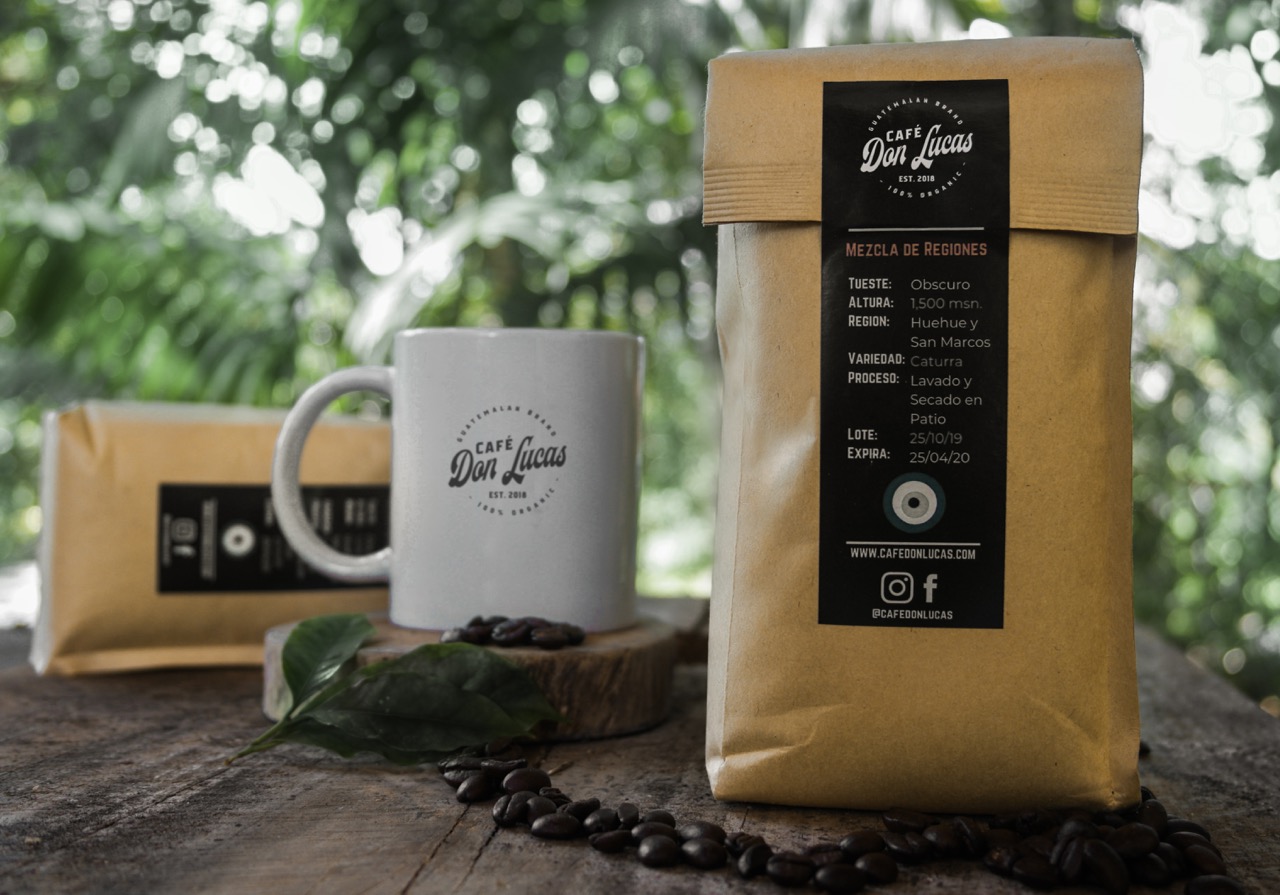 GUATEMALAN BRAND
CAFÉ
Don Lucas
EST. 2018
· 100% ORGANIC ·
MEZCLA DE REGIONES
TUESTE: Obscuro
ALTURA: 1,500 msn.
REGION: Huehue y
San Marcos
VARIEDAD: Caturra
PROCESO: Lavado y
Secado en
Patio
LOTE: 25/10/19
EXPIRA: 25/04/20
WWW.CAFEDONLUCAS.COM
@CAFEDONLUCAS
GUATEMALAN BRAND
CAFÉ
Don Lucas
EST. 2018
· 100% ORGANIC ·